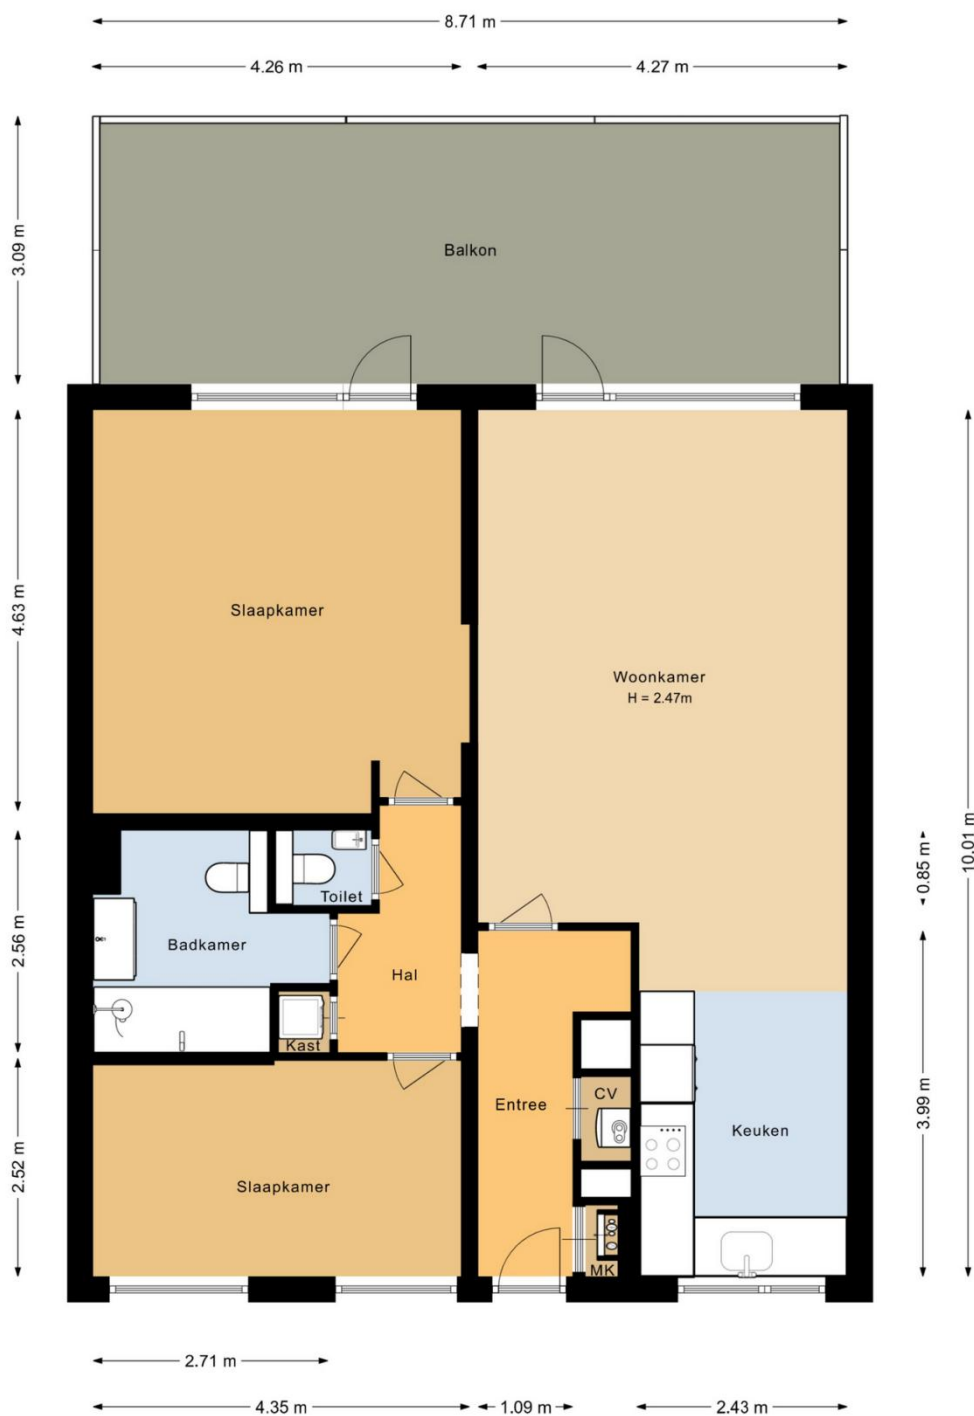 8.71 m
4.26 m
4.27 m
3.09 m
Balkon
4.63 m
Slaapkamer
Woonkamer
H = 2.47m
10.01 m
0.85 m
2.56 m
Toilet
Badkamer
Hal
Kast
3.99 m
CV
Entree
Keuken
2.52 m
Slaapkamer
MK
2.71 m
4.35 m
1.09 m
2.43 m